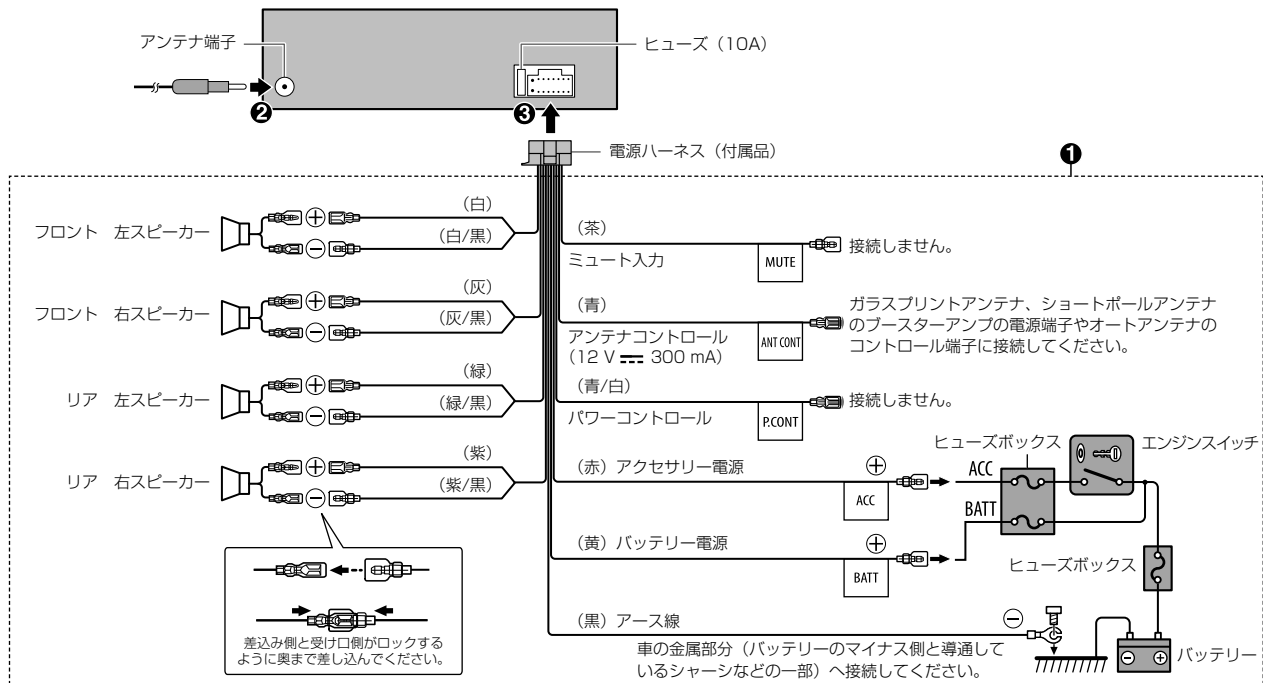 アンテナ端子
ヒューズ（10A）
❷
❸
電源ハーネス（付属品）
❶
フロント　左スピーカー
⊕
⊖
（白）
（白/黒）
フロント　右スピーカー
⊕
⊖
（灰）
（灰/黒）
リア　左スピーカー
⊕
⊖
（緑）
（緑/黒）
リア　右スピーカー
⊕
⊖
（紫）
（紫/黒）
差込み側と受け口側がロックする
ように奥まで差し込んでください。
（茶）
ミュート入力
MUTE
接続しません。
（青）
アンテナコントロール
（12 V ⎓ 300 mA）
ANT CONT
ガラスプリントアンテナ、ショートポールアンテナ
のブースターアンプの電源端子やオートアンテナの
コントロール端子に接続してください。
（青/白）
パワーコントロール
P.CONT
接続しません。
ヒューズボックス
エンジンスイッチ
（赤）アクセサリー電源
⊕
ACC
ACC
BATT
（黄）バッテリー電源
⊕
BATT
ヒューズボックス
（黒）アース線
⊖
車の金属部分（バッテリーのマイナス側と導通して
いるシャーシなどの一部）へ接続してください。
⊖ ⊕
バッテリー